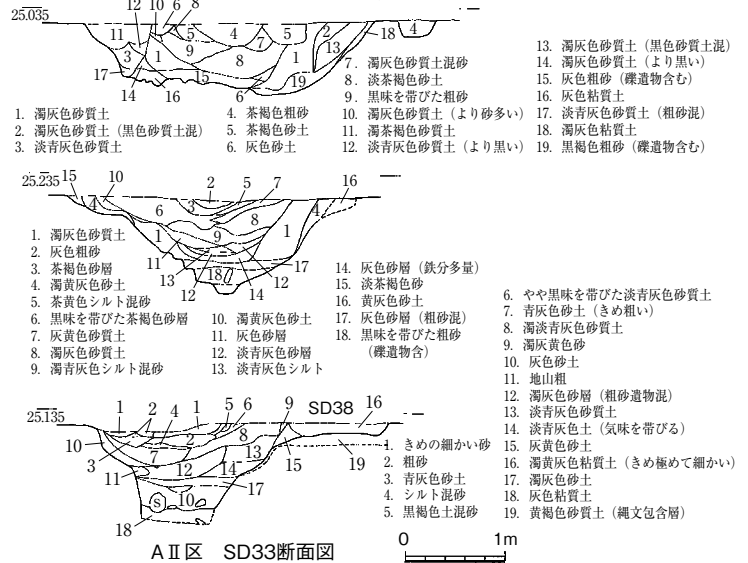 25.035
12 10 6 8
11 5 4 7 5 2 18 4
3 1 9 8 1 13
17 15 19
14 16 6
1. 濁灰色砂質土
2. 濁灰色砂質土（黒色砂質土混）
3. 淡青灰色砂質土
4. 茶褐色粗砂
5. 茶褐色砂土
6. 灰色砂土
7. 濁灰色砂質土混砂
8. 淡茶褐色砂土
9. 黒味を帯びた粗砂
10. 濁灰色砂質土（より砂多い）
11. 濁茶褐色砂質土
12. 淡青灰色砂質土（より黒い）
13. 濁灰色砂質土（黒色砂質土混）
14. 濁灰色砂質土（より黒い）
15. 灰色粗砂（礫遺物含む）
16. 灰色粘質土
17. 淡青灰色砂質土（粗砂混）
18. 濁灰色粘質土
19. 黒褐色粗砂（礫遺物含む）
25.235
15 10 2 5 7 16
4 6 3 8 4
1 9 1
11 13 18 17
12 14 12
1. 濁灰色砂質土
2. 灰色粗砂
3. 茶褐色砂層
4. 濁黄灰色砂土
5. 茶黄色シルト混砂
6. 黒味を帯びた茶褐色砂層
7. 灰黄色砂質土
8. 濁灰色砂質土
9. 濁青灰色シルト混砂
10. 濁黄灰色砂土
11. 灰色砂層
12. 淡青灰色砂層
13. 淡青灰色シルト
14. 灰色砂層（鉄分多量）
15. 淡茶褐色砂
16. 黄灰色砂土
17. 灰色砂層（粗砂混）
18. 黒味を帯びた粗砂
（礫遺物含）
25.135
1 2 1 5 6 9 SD38 16
10 4 2 8
3 7 13
11 12 14 15 19
17
S 10
18
1. きめの細かい砂
2. 粗砂
3. 青灰色砂土
4. シルト混砂
5. 黒褐色土混砂
6. やや黒味を帯びた淡青灰色砂質土
7. 青灰色砂土（きめ粗い）
8. 濁淡青灰色砂質土
9. 濁灰黄色砂
10. 灰色砂土
11. 地山粗
12. 濁灰色砂層（粗砂遺物混）
13. 淡青灰色砂質土
14. 淡青灰色土（気味を帯びる）
15. 灰黄色砂土
16. 濁黄灰色粘質土（きめ極めて細かい）
17. 濁灰色砂土
18. 灰色粘質土
19. 黄褐色砂質土（縄文包含層）
AⅡ区 SD33断面図
0 1m